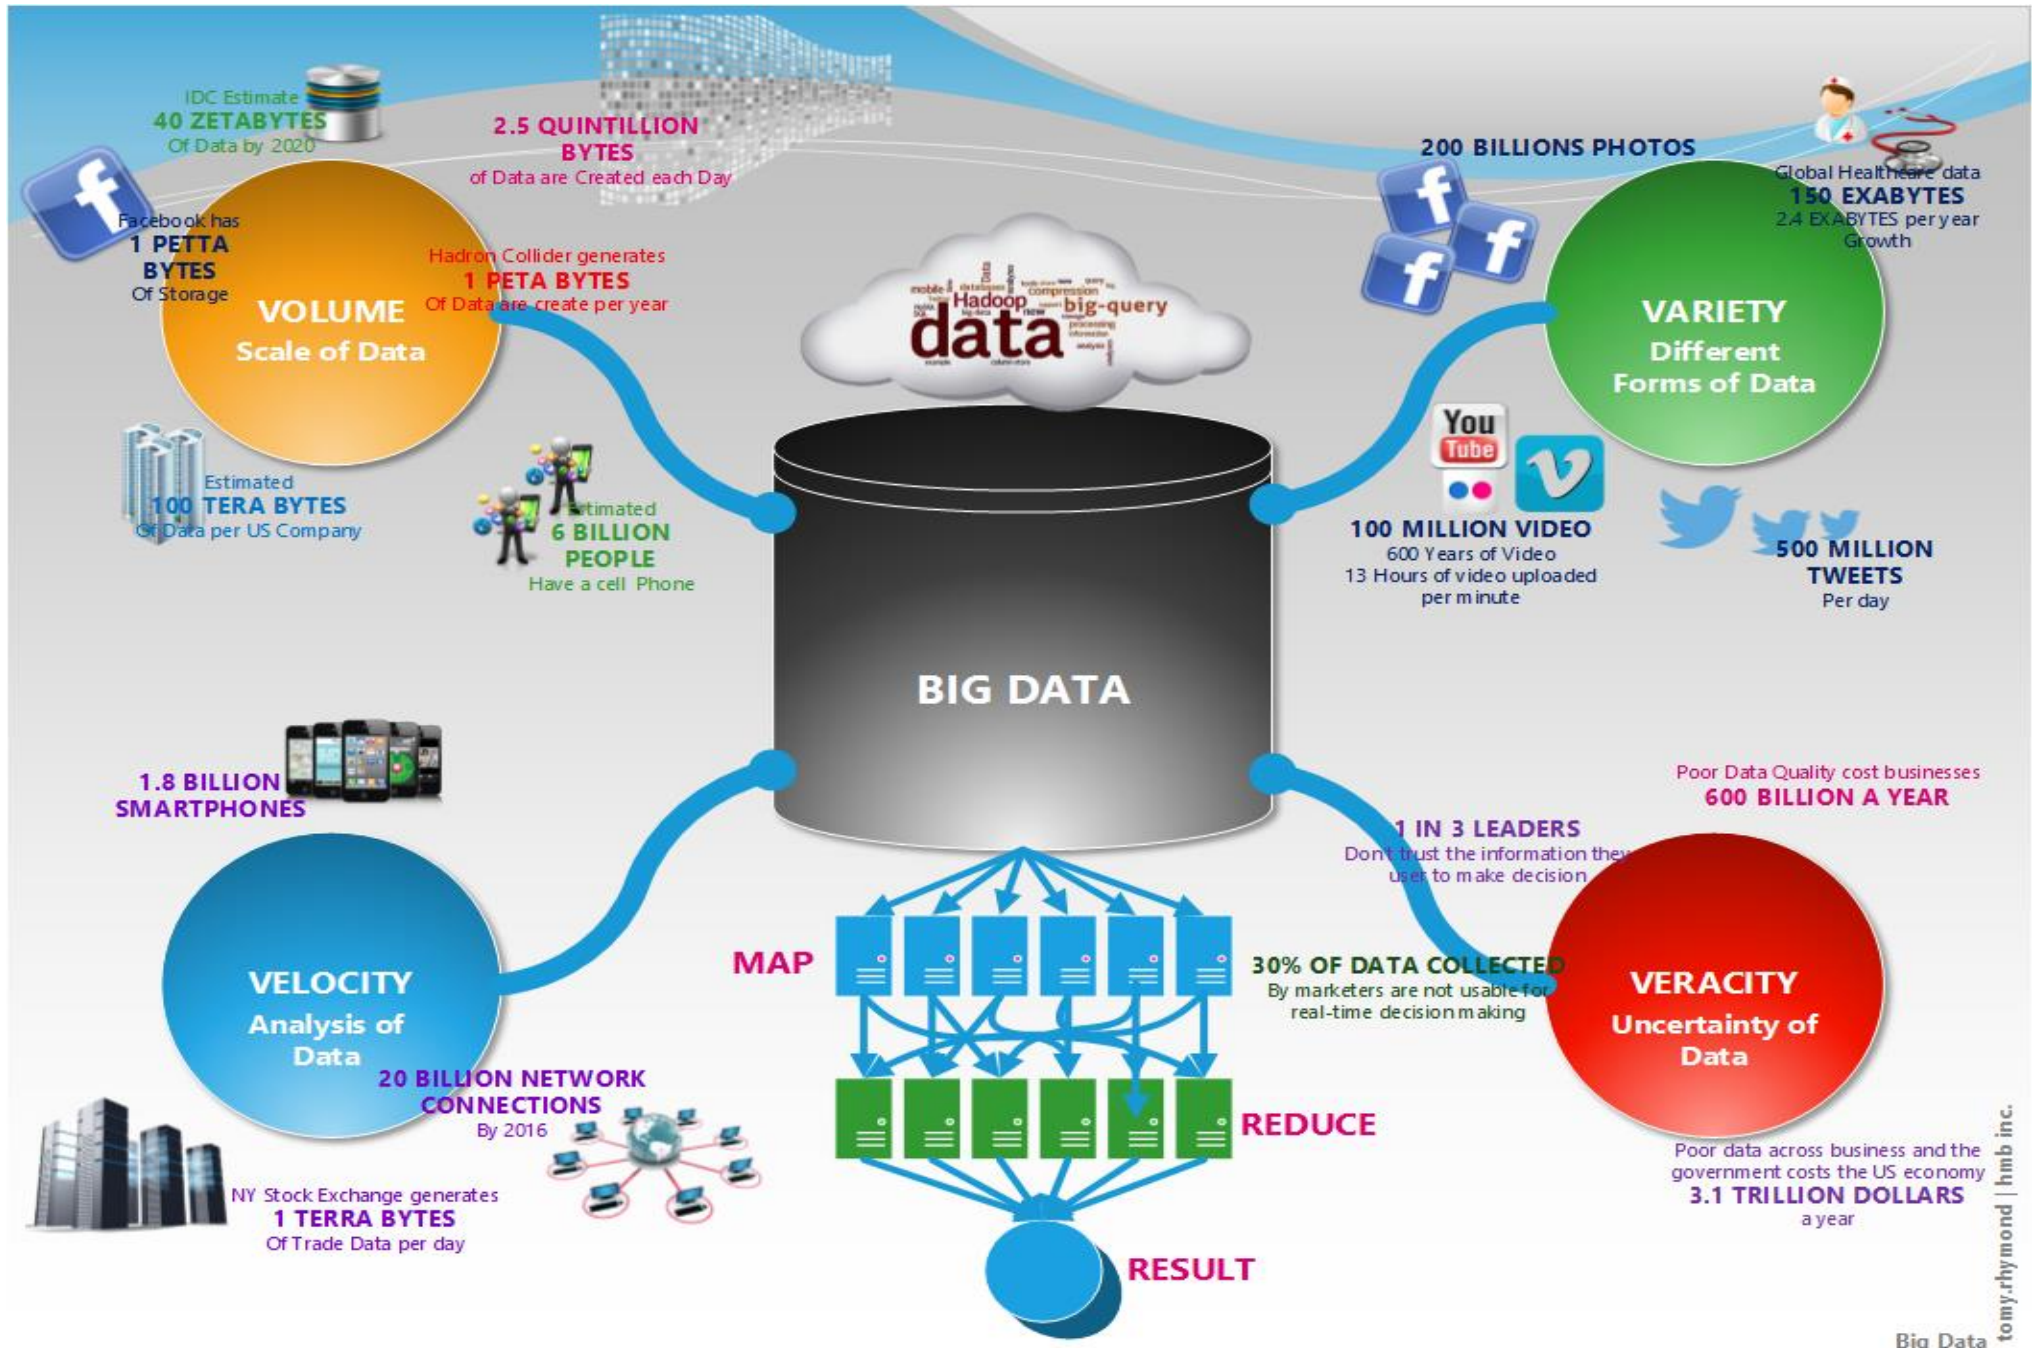 IDC Estimate
40 ZETABYTES
Of Data by 2020
2.5 QUINTILLION
BYTES
of Data are Created each Day
Facebook has
1 PETTA
BYTES
Of Storage
Hadron Collider generates
1 PETA BYTES
Of Data are create per year
VOLUME
Scale of Data
Estimated
100 TERA BYTES
Of Data per US Company
Estimated
6 BILLION
PEOPLE
Have a cell Phone
mobile
databases
Data
Hadoop
compression
big-query
data
now
processing
information
analysis
200 BILLIONS PHOTOS
Global Healthcare data
150 EXABYTES
2.4 EXABYTES per year
Growth
VARIETY
Different
Forms of Data
You
Tube
100 MILLION VIDEO
600 Years of Video
13 Hours of video uploaded
per minute
500 MILLION
TWEETS
Per day
BIG DATA
1.8 BILLION
SMARTPHONES
VELOCITY
Analysis of
Data
20 BILLION NETWORK
CONNECTIONS
By 2016
NY Stock Exchange generates
1 TERRA BYTES
Of Trade Data per day
MAP
REDUCE
RESULT
Poor Data Quality cost businesses
600 BILLION A YEAR
1 IN 3 LEADERS
Don't trust the information they
user to make decision
30% OF DATA COLLECTED
By marketers are not usable for
real-time decision making
VERACITY
Uncertainty of
Data
Poor data across business and the
government costs the US economy
3.1 TRILLION DOLLARS
a year
tomy.rhymond | hmb inc.
Big Data